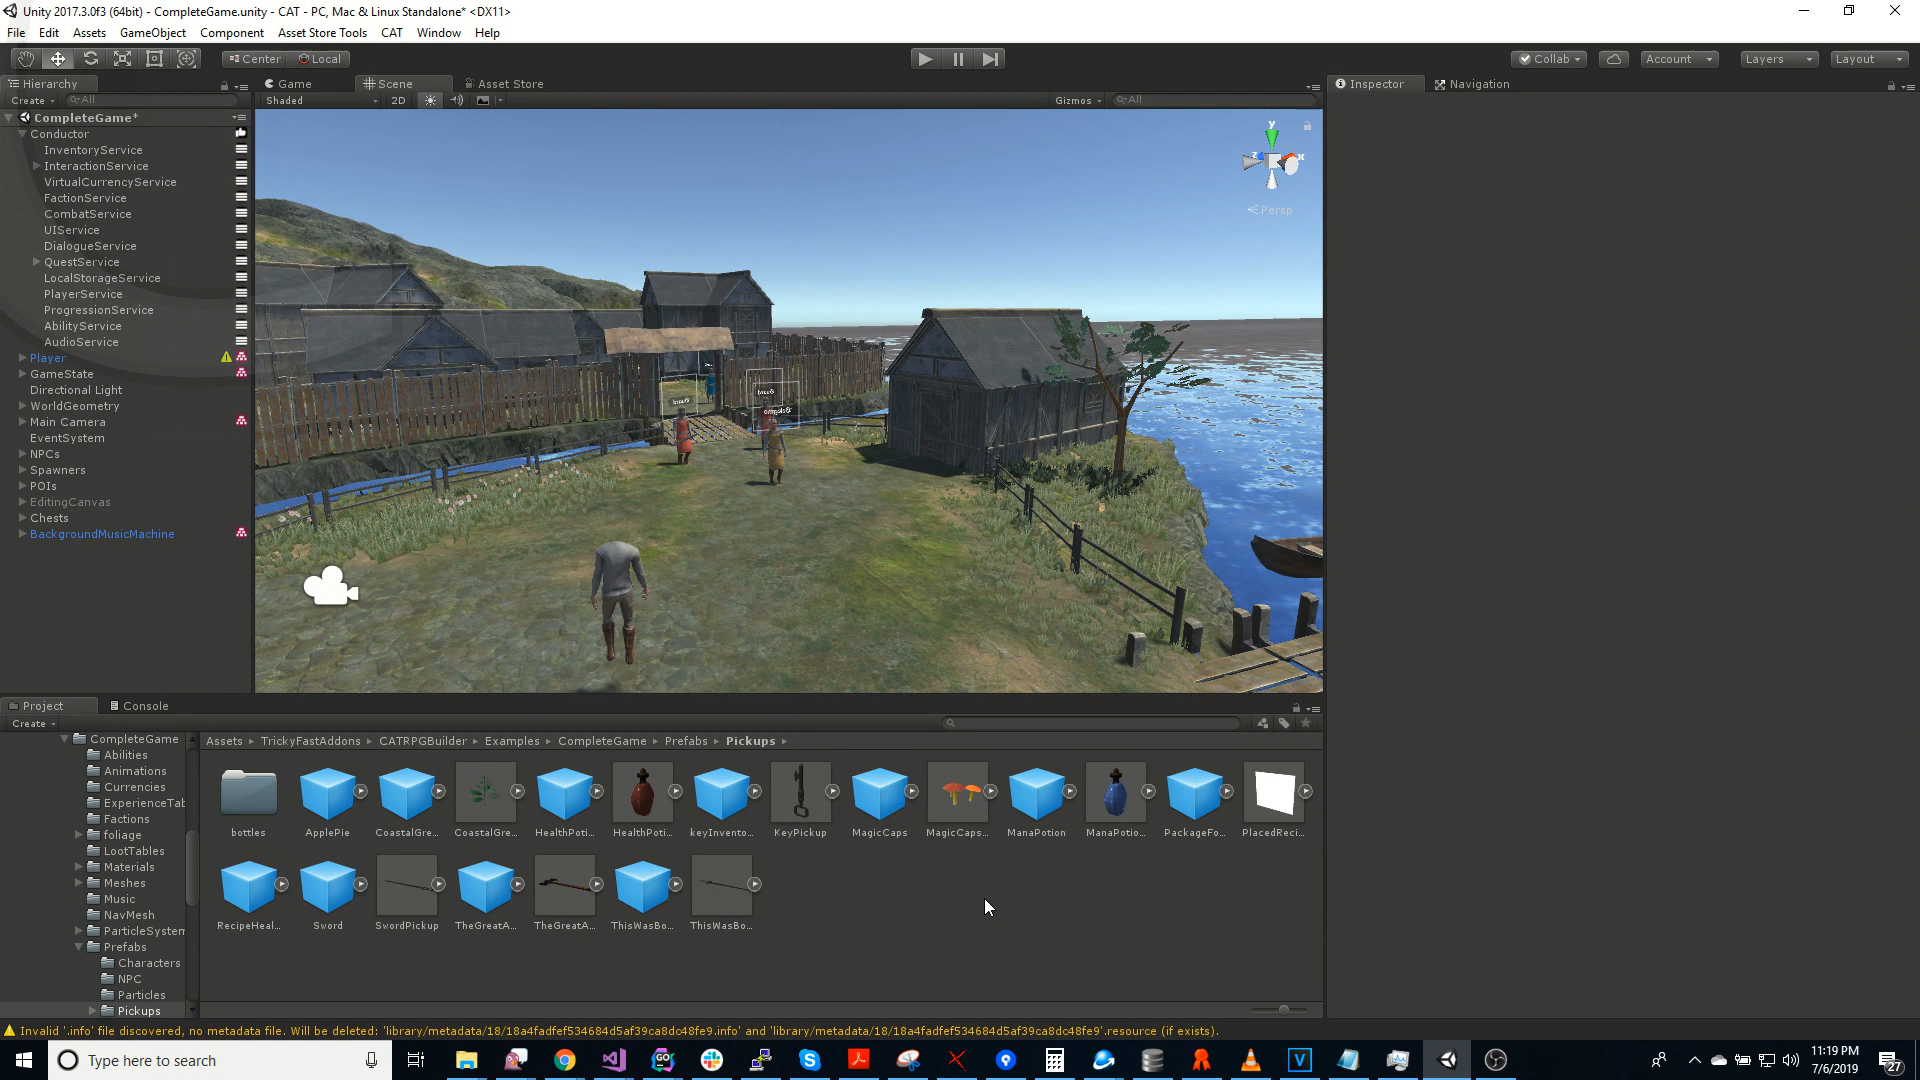 Unity 2017.3.0f3 (64bit) - CompleteGame.unity - CAT - PC, Mac & Linux Standalone* <DX11>
File Edit Assets GameObject Component Asset Store Tools CAT Window Help
Center Local Collab Account Layers Layout
Hierarchy Game Scene Asset Store Inspector Navigation
Create All Shaded 2D Gizmos All
CompleteGame*
Conductor
InventoryService
InteractionService
VirtualCurrencyService
FactionService
CombatService
UIService
DialogueService
QuestService
LocalStorageService
PlayerService
ProgressionService
AbilityService
AudioService
Player
GameState
Directional Light
WorldGeometry
Main Camera
EventSystem
NPCs
Spawners
POIs
EditingCanvas
Chests
BackgroundMusicMachine
y
z x
Persp
Project Console
Create
CompleteGame
Abilities
Animations
Currencies
ExperienceTab
Factions
foliage
LootTables
Materials
Meshes
Music
NavMesh
ParticleSystem
Prefabs
Characters
NPC
Particles
Pickups
Assets TrickyFastAddons CATRPGBuilder Examples CompleteGame Prefabs Pickups
bottles ApplePie CoastalGre... CoastalGre... HealthPoti... HealthPoti... keyInvento... KeyPickup MagicCaps MagicCaps... ManaPotion ManaPotio... PackageFo... PlacedReci...
RecipeHeal... Sword SwordPickup TheGreatA... TheGreatA... ThisWasBo... ThisWasBo...
Invalid '.info' file discovered, no metadata file. Will be deleted: 'library/metadata/18/18a4fadfef534684d5af39ca8dc48fe9.info' and 'library/metadata/18/18a4fadfef534684d5af39ca8dc48fe9'.resource (if exists).
Type here to search
11:19 PM
7/6/2019
27